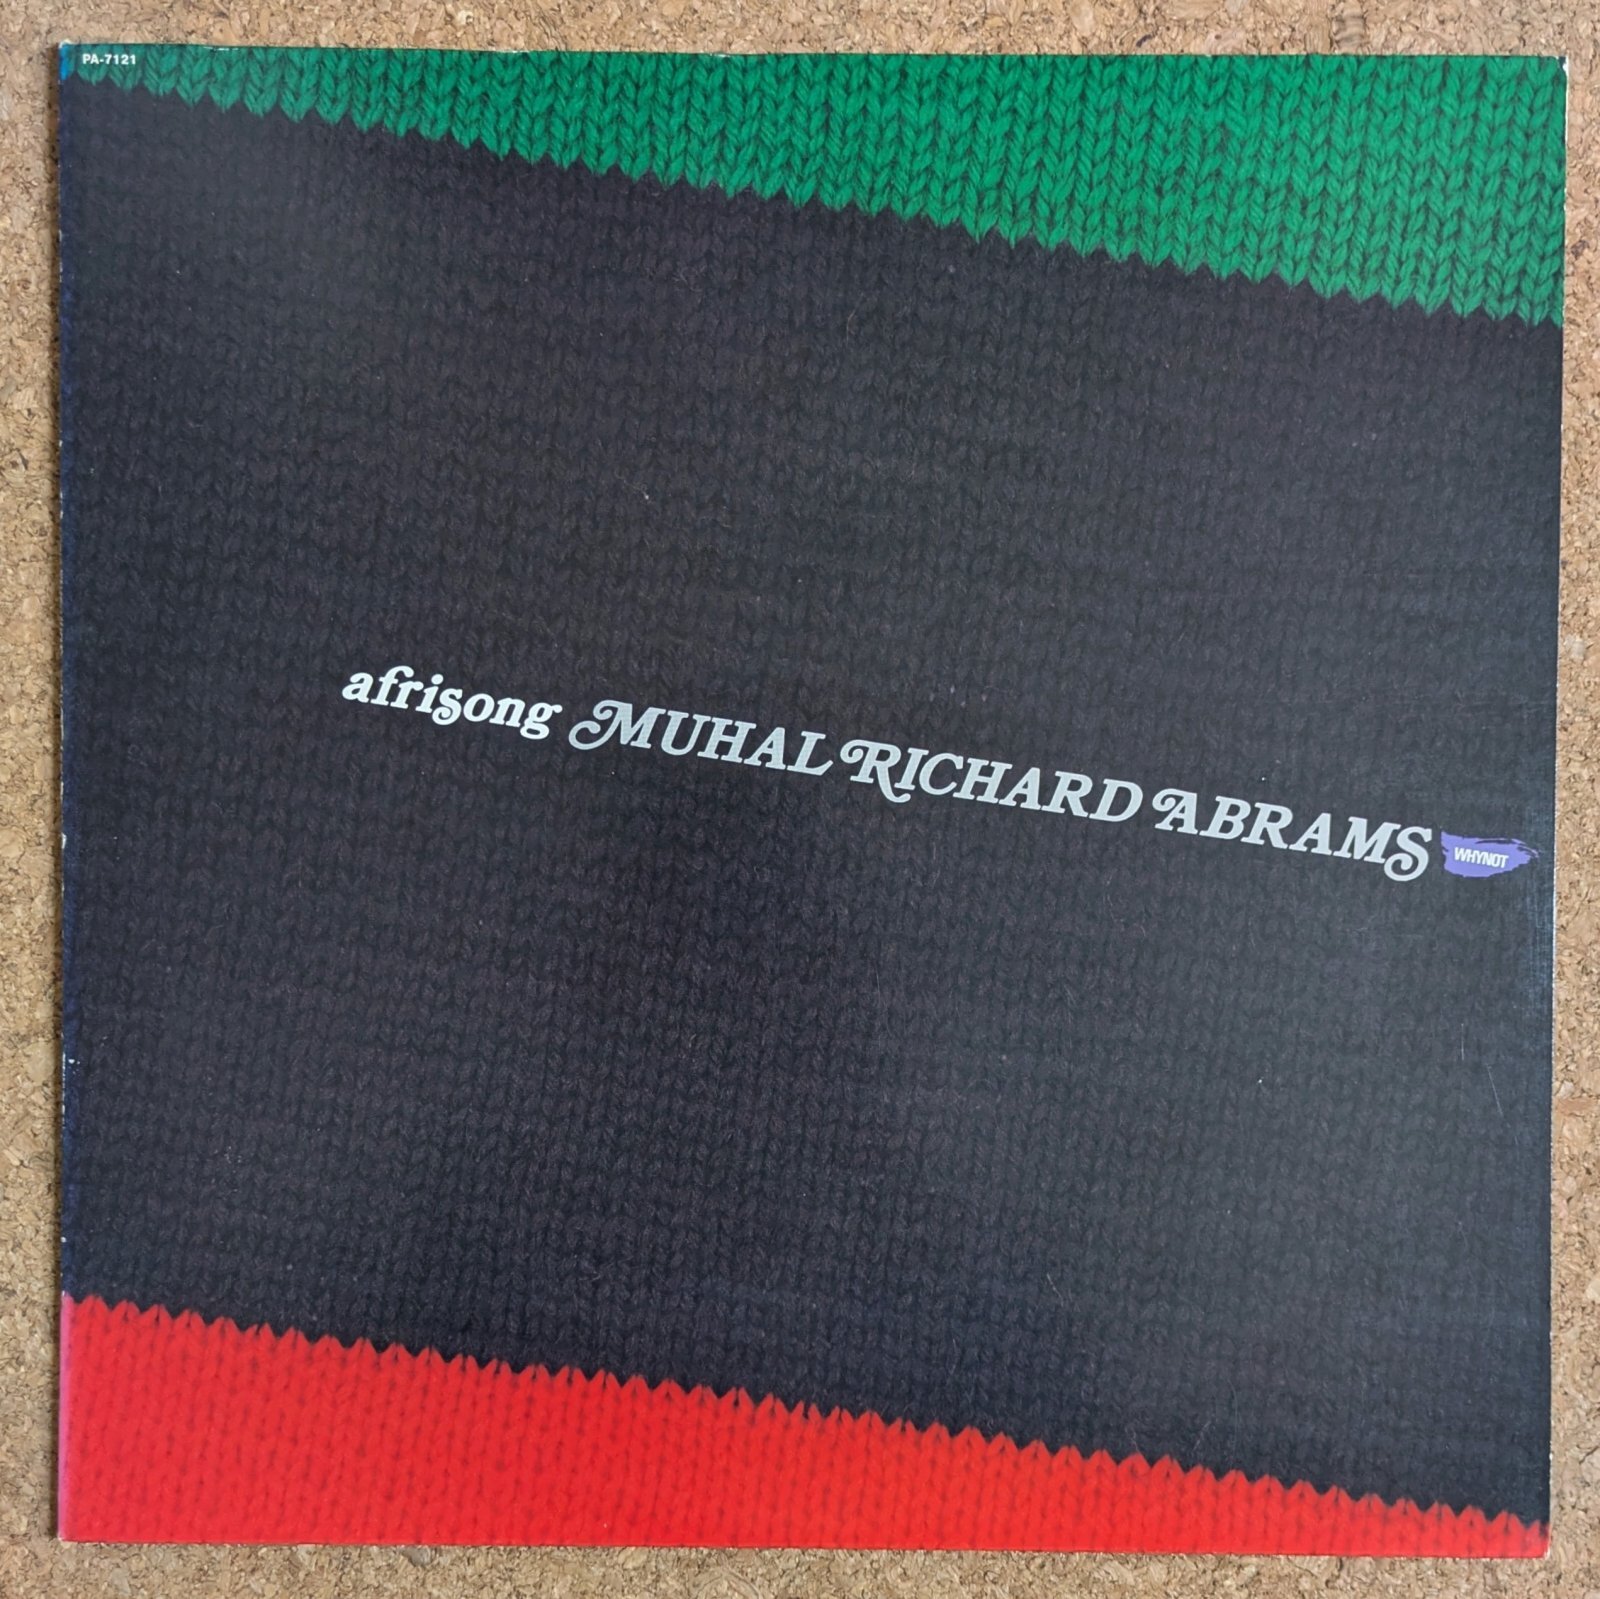 PA-7121
afrisong MUHAL RICHARD ABRAMS WHYNOT